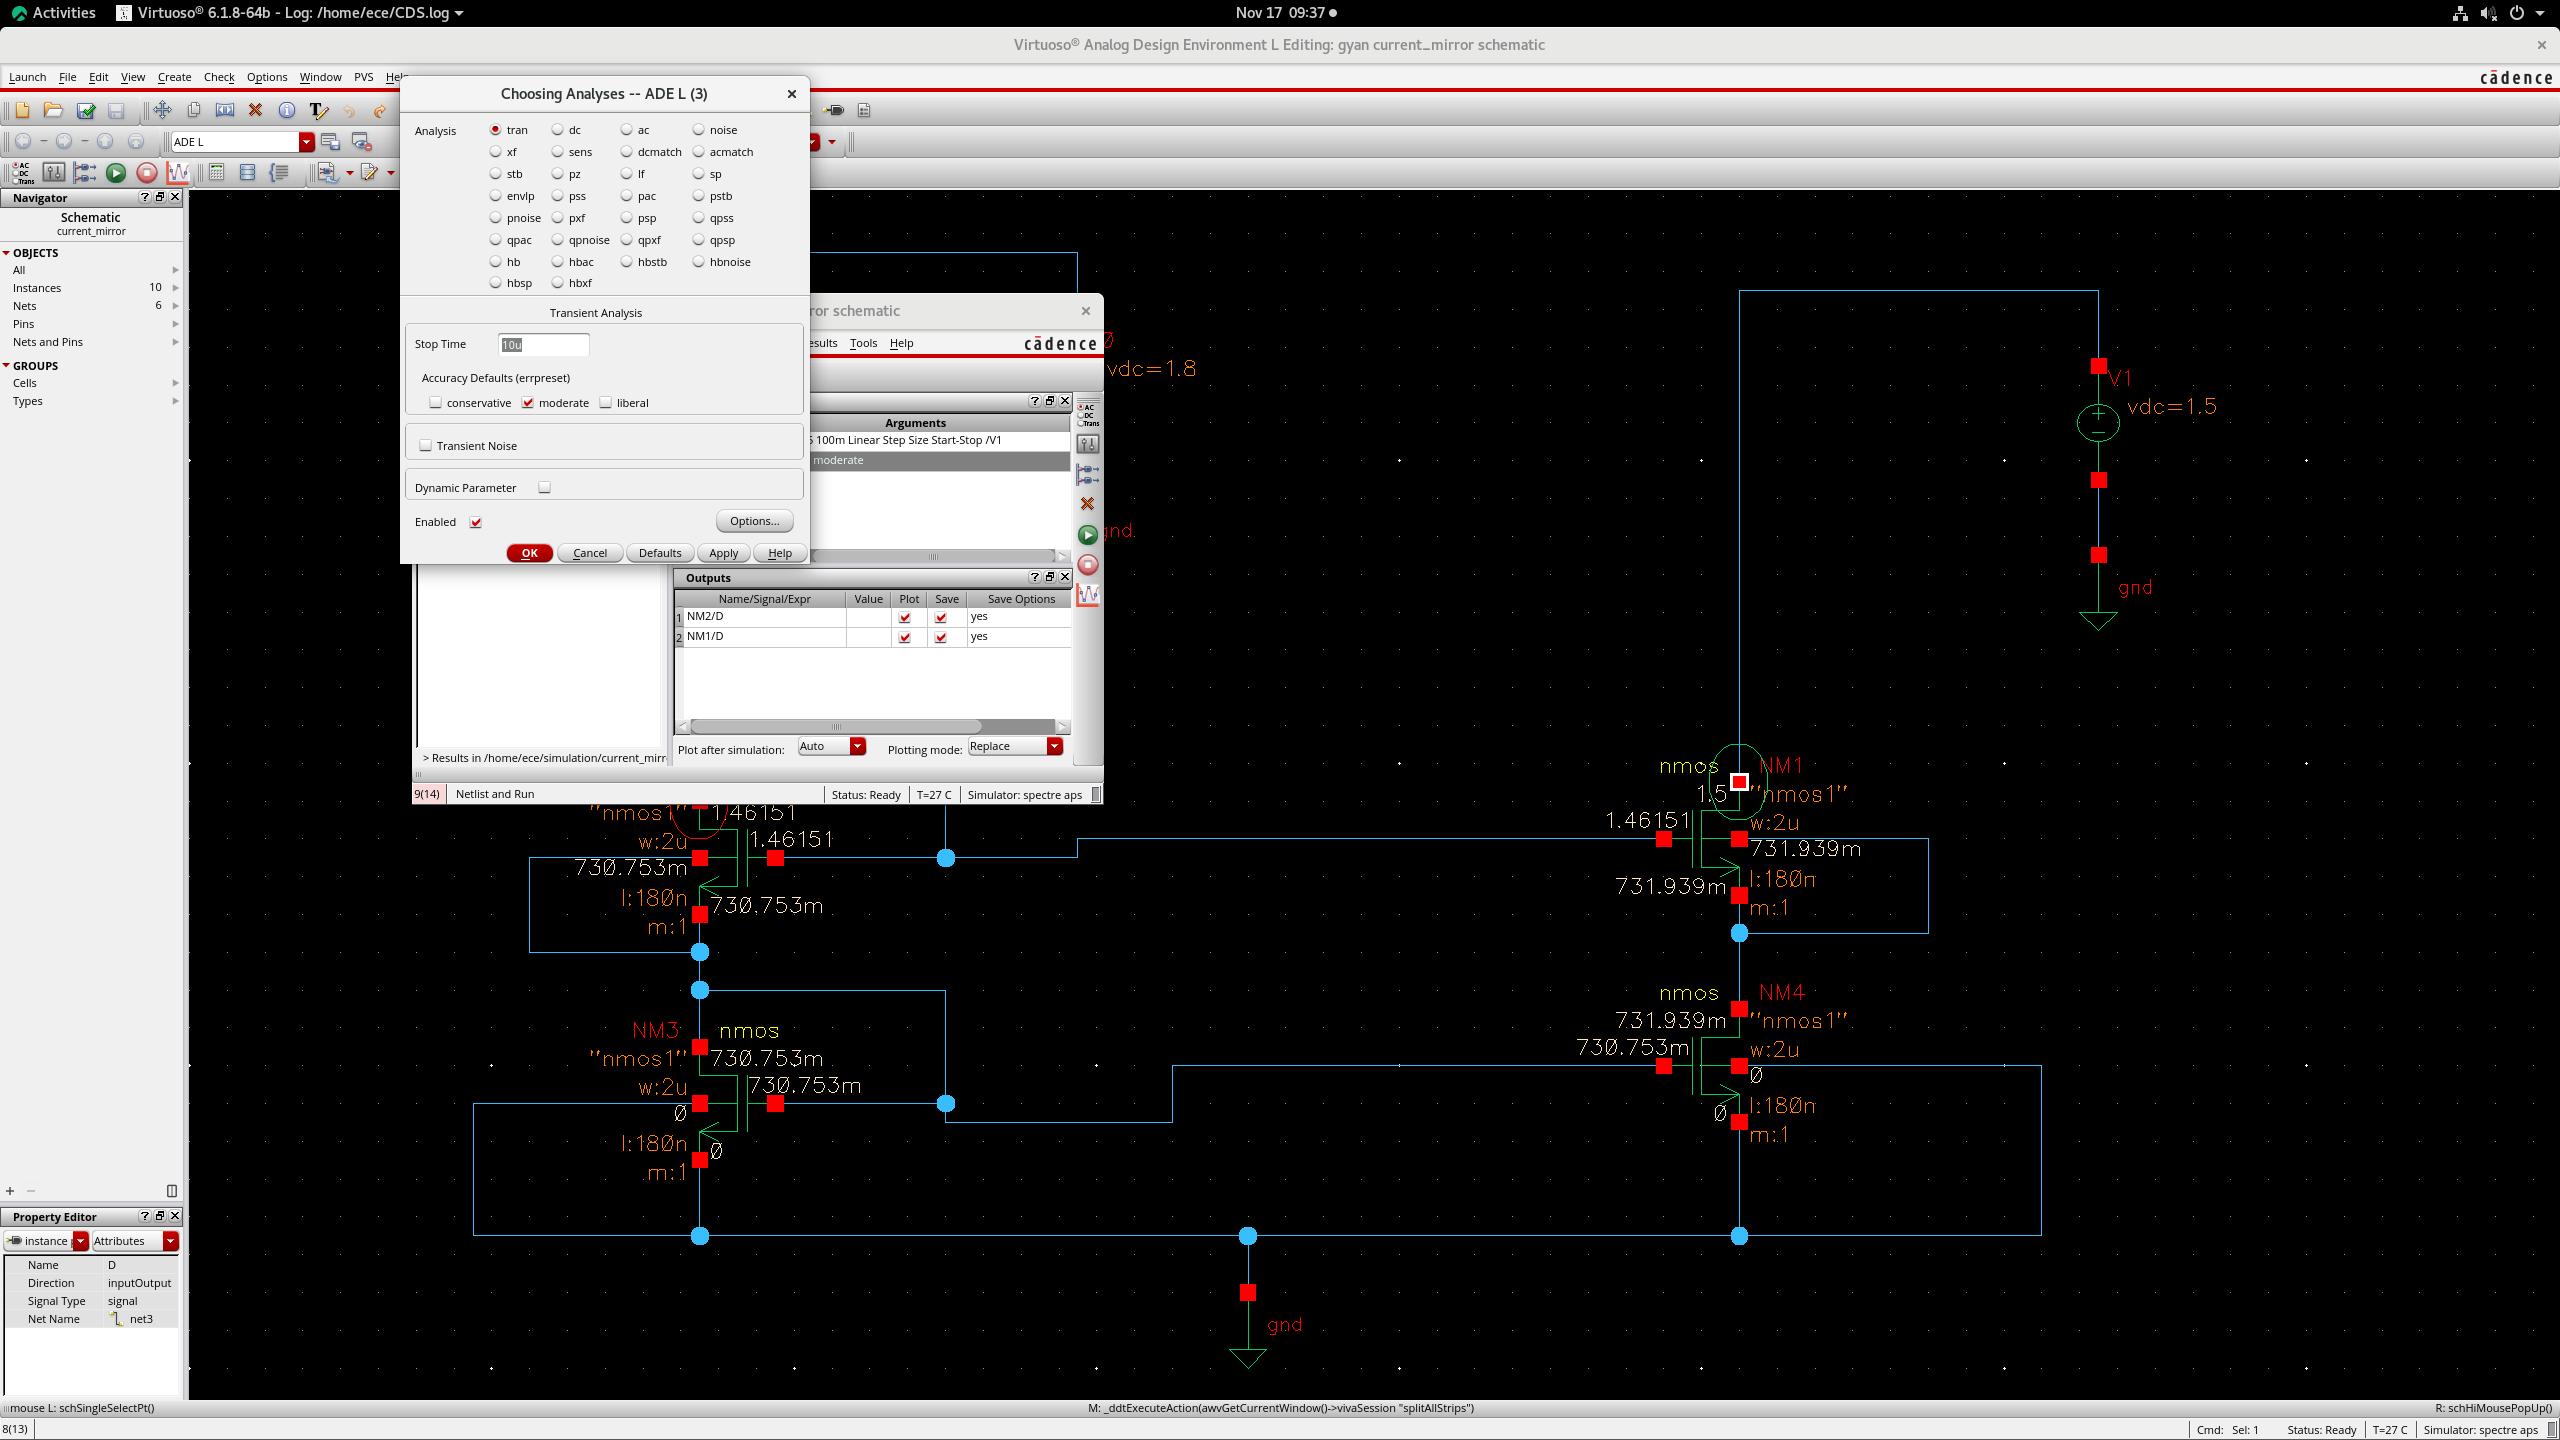 Activities Virtuoso® 6.1.8-64b - Log: /home/ece/CDS.log
Nov 17 09:37
Virtuoso® Analog Design Environment L Editing: gyan current_mirror schematic
Launch File Edit View Create Check Options Window PVS Help
cādence
Choosing Analyses -- ADE L (3)
ADE L
AC
DC
Trans
Analysis
tran dc ac noise
xf sens dcmatch acmatch
stb pz lf sp
envlp pss pac pstb
pnoise pxf psp qpss
qpac qpnoise qpxf qpsp
hb hbac hbstb hbnoise
hbsp hbxf
Transient Analysis
Stop Time 10u
Accuracy Defaults (errpreset)
conservative moderate liberal
Transient Noise
Dynamic Parameter
Enabled
Options...
OK Cancel Defaults Apply Help
Navigator
Schematic
current_mirror
OBJECTS
All
Instances 10
Nets 6
Pins
Nets and Pins
GROUPS
Cells
Types
Property Editor
instance Attributes
Name D
Direction inputOutput
Signal Type signal
Net Name net3
ror schematic
esults Tools Help
cādence
Arguments
100m Linear Step Size Start-Stop /V1
moderate
AC
DC
Trans
Outputs
Name/Signal/Expr Value Plot Save Save Options
1 NM2/D yes
2 NM1/D yes
Plot after simulation: Auto Plotting mode: Replace
> Results in /home/ece/simulation/current_mirr
9(14) Netlist and Run
Status: Ready T=27 C Simulator: spectre aps
0
vdc=1.8
gnd
V1
vdc=1.5
gnd
"nmos1" 1.46151
1.46151
w:2u
730.753m
l:180n 730.753m
m:1
NM3 nmos
"nmos1" 730.753m
w:2u 730.753m
0
l:180n 0
m:1
nmos NM1
1.5 "nmos1"
1.46151 w:2u
731.939m
731.939m l:180n
m:1
nmos NM4
731.939m "nmos1"
730.753m w:2u
0
0 l:180n
m:1
gnd
mouse L: schSingleSelectPt() M: _ddtExecuteAction(awvGetCurrentWindow()->vivaSession "splitAllStrips") R: schHiMousePopUp()
8(13) Cmd: Sel: 1 Status: Ready T=27 C Simulator: spectre aps